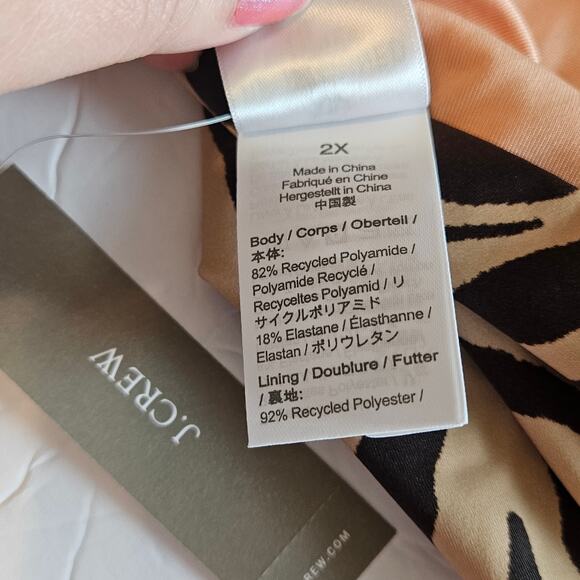 2X
Made in China
Fabriqué en Chine
Hergestellt in China
中国製
Body / Corps / Oberteil /
本体:
82% Recycled Polyamide /
Polyamide Recyclé /
Recyceltes Polyamid / リ
サイクルポリアミド
18% Elastane / Élasthanne /
Elastan / ポリウレタン
Lining / Doublure / Futter
/ 裏地:
92% Recycled Polyester /
J.CREW
REW.COM